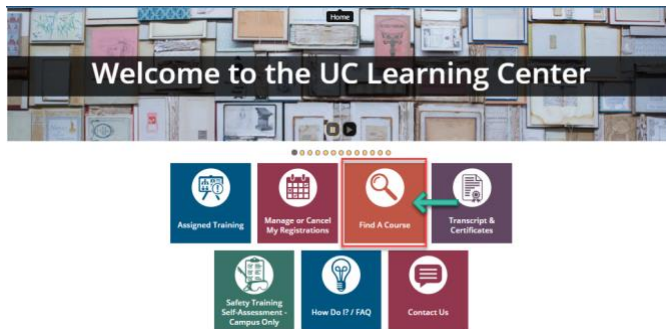 Home
Welcome to the UC Learning Center
Assigned Training
Manage or Cancel
My Registrations
Find A Course
Transcript &
Certificates
Safety Training
Self-Assessment -
Campus Only
How Do I? / FAQ
Contact Us